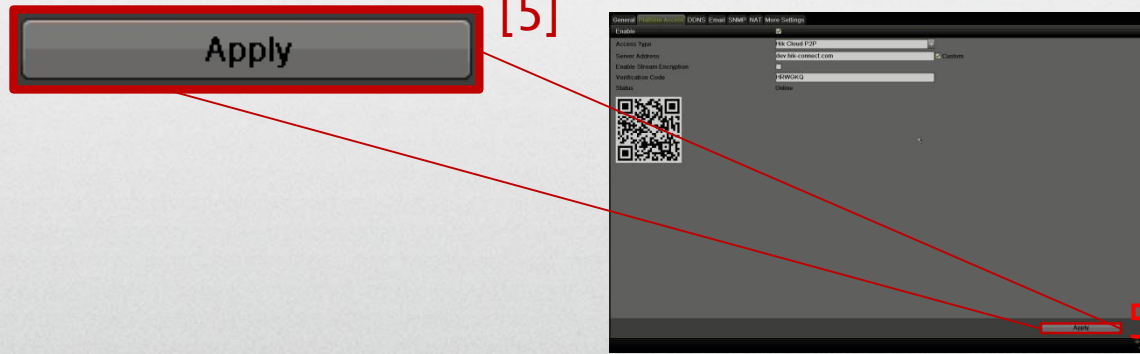 [5]
Apply
General Platform Access DDNS Email SNMP NAT More Settings
Enable
Access Type Hik Cloud P2P
Server Address dev.hik-connect.com Custom
Enable Stream Encryption
Verification Code HRWGKQ
Status Online
Apply